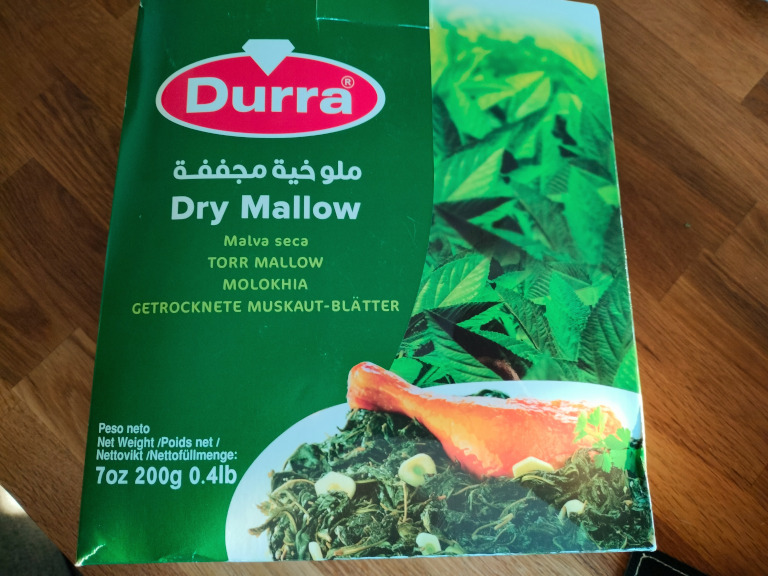 Durra®
ملوخية مجففة
Dry Mallow
Malva seca
TORR MALLOW
MOLOKHIA
GETROCKNETE MUSKAUT-BLÄTTER
Peso neto
Net Weight /Poids net /
Nettovikt /Nettofüllmenge:
7oz 200g 0.4lb